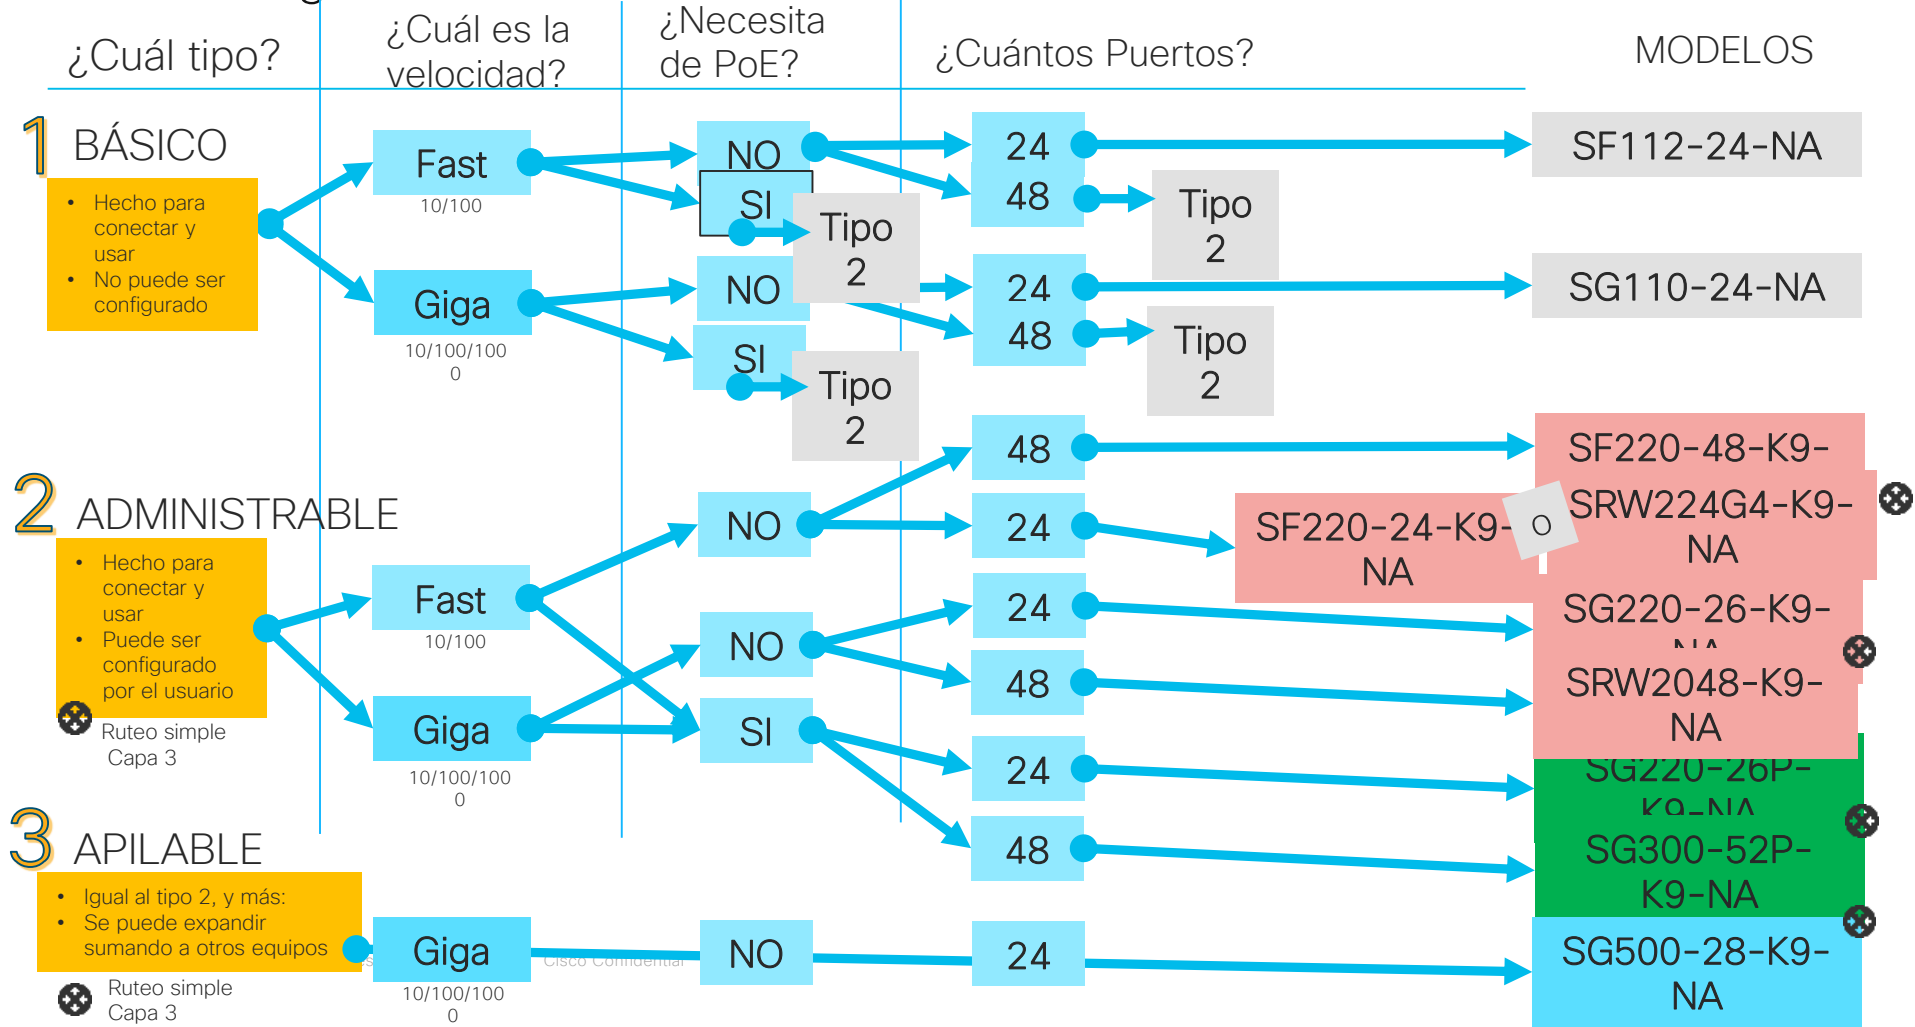 ¿Cuál tipo?
¿Cuál es la
velocidad?
¿Necesita
de PoE?
¿Cuántos Puertos?
MODELOS
1
BÁSICO
• Hecho para
conectar y
usar
• No puede ser
configurado
Fast
10/100
Giga
10/100/100
0
NO
SI
Tipo
2
NO
SI
Tipo
2
24
48
Tipo
2
24
48
Tipo
2
SF112-24-NA
SG110-24-NA
2
ADMINISTRABLE
• Hecho para
conectar y
usar
• Puede ser
configurado
por el usuario
Ruteo simple
Capa 3
Fast
10/100
Giga
10/100/100
0
NO
NO
SI
48
24
24
48
24
48
SF220-48-K9-
SF220-24-K9-
NA
O
SRW224G4-K9-
NA
SG220-26-K9-
NA
SRW2048-K9-
NA
SG220-26P-
K9-NA
SG300-52P-
K9-NA
3
APILABLE
• Igual al tipo 2, y más:
• Se puede expandir
sumando a otros equipos
Ruteo simple
Capa 3
Giga
10/100/100
0
Cisco Confidential
NO
24
SG500-28-K9-
NA